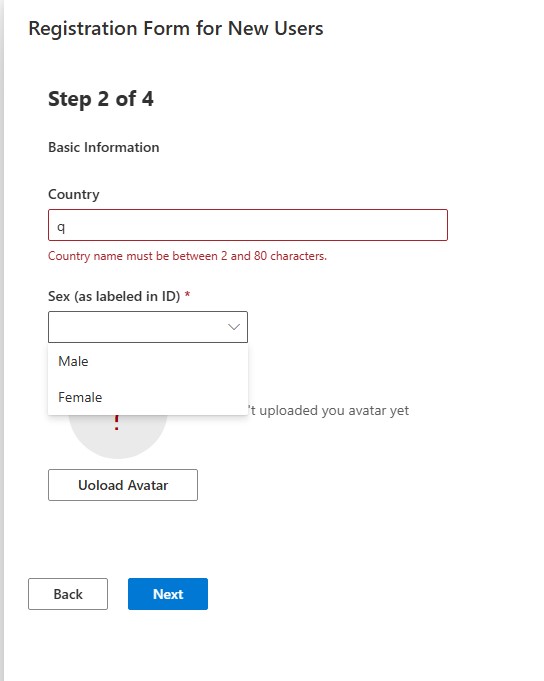 Registration Form for New Users
Step 2 of 4
Basic Information
Country
q
Country name must be between 2 and 80 characters.
Sex (as labeled in ID) *
Male
Female
! 't uploaded you avatar yet
Uoload Avatar
Back Next